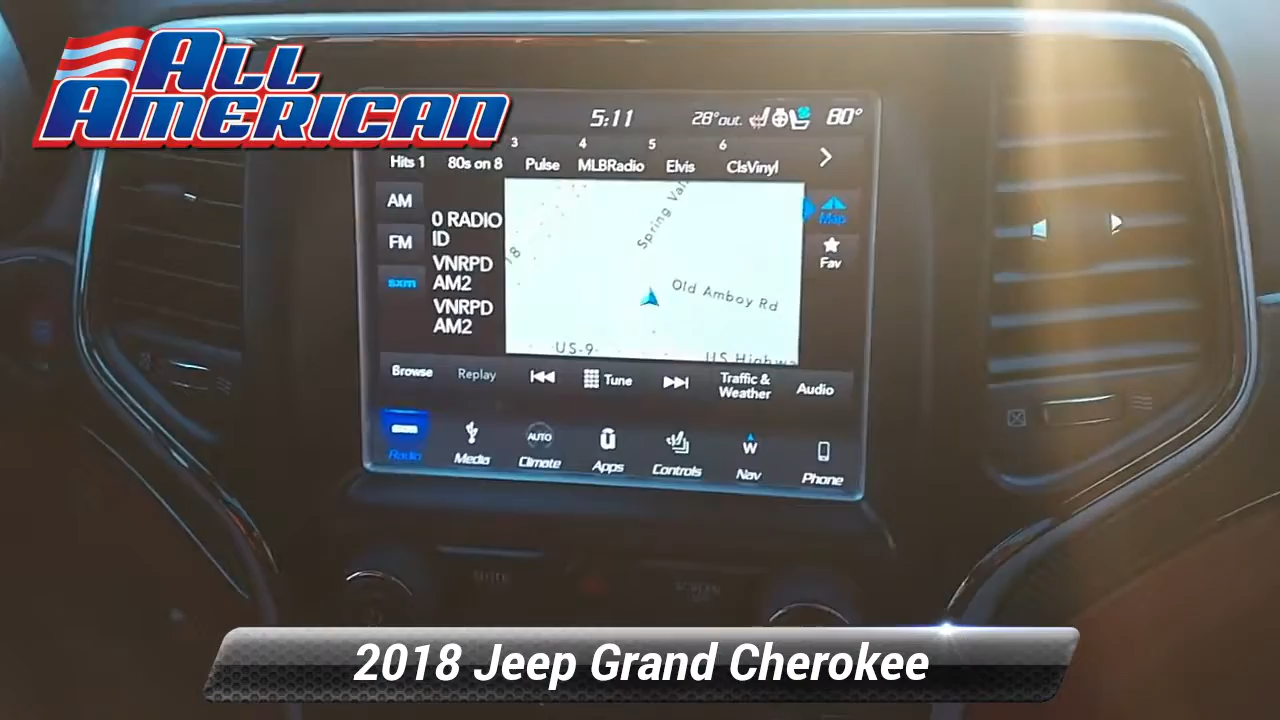 ALL
AMERICAN
5:11 28°out. 80°
3 4 5 6
Hits 1 80s on 8 Pulse MLBRadio Elvis ClsVinyl
AM
FM
sxm
0 RADIO
ID
VNRPD
AM2
VNRPD
AM2
18
Spring Val
Old Amboy Rd
US-9
US Highwa
Map
Fav
Browse Replay Tune Traffic &
Weather Audio
sxm AUTO W
Radio Media Climate Apps Controls Nav Phone
SCREEN
2018 Jeep Grand Cherokee